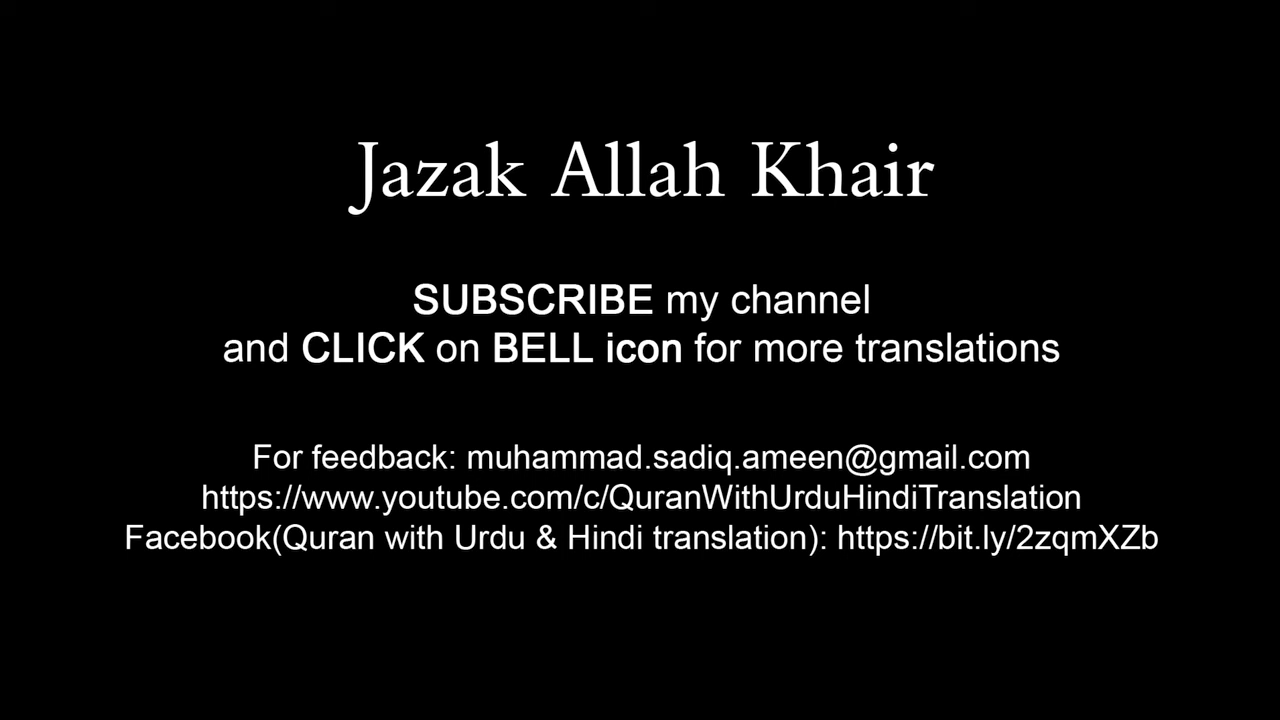 Jazak Allah Khair
SUBSCRIBE my channel
and CLICK on BELL icon for more translations
For feedback: muhammad.sadiq.ameen@gmail.com
https://www.youtube.com/c/QuranWithUrduHindiTranslation
Facebook(Quran with Urdu & Hindi translation): https://bit.ly/2zqmXZb